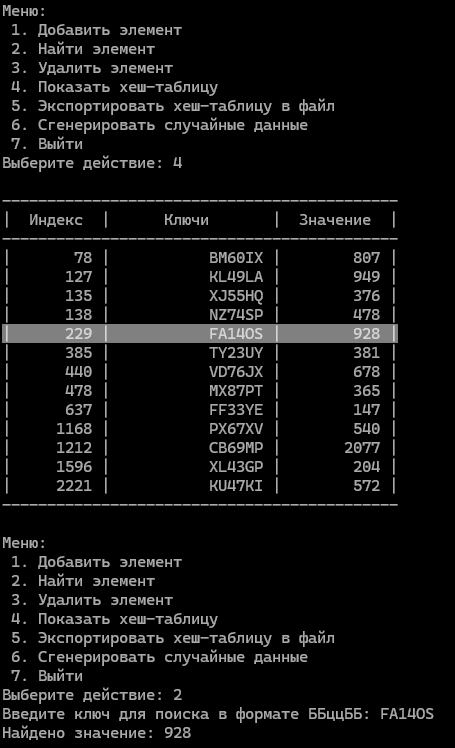 Меню:
1. Добавить элемент
2. Найти элемент
3. Удалить элемент
4. Показать хеш-таблицу
5. Экспортировать хеш-таблицу в файл
6. Сгенерировать случайные данные
7. Выйти
Выберите действие: 4
| Индекс | Ключи | Значение |
| 78 | BM60IX | 807 |
| 127 | KL49LA | 949 |
| 135 | XJ55HQ | 376 |
| 138 | NZ74SP | 478 |
| 229 | FA14OS | 928 |
| 385 | TY23UY | 381 |
| 440 | VD76JX | 678 |
| 478 | MX87PT | 365 |
| 637 | FF33YE | 147 |
| 1168 | PX67XV | 540 |
| 1212 | CB69MP | 2077 |
| 1596 | XL43GP | 204 |
| 2221 | KU47KI | 572 |
Меню:
1. Добавить элемент
2. Найти элемент
3. Удалить элемент
4. Показать хеш-таблицу
5. Экспортировать хеш-таблицу в файл
6. Сгенерировать случайные данные
7. Выйти
Выберите действие: 2
Введите ключ для поиска в формате ББццББ: FA14OS
Найдено значение: 928